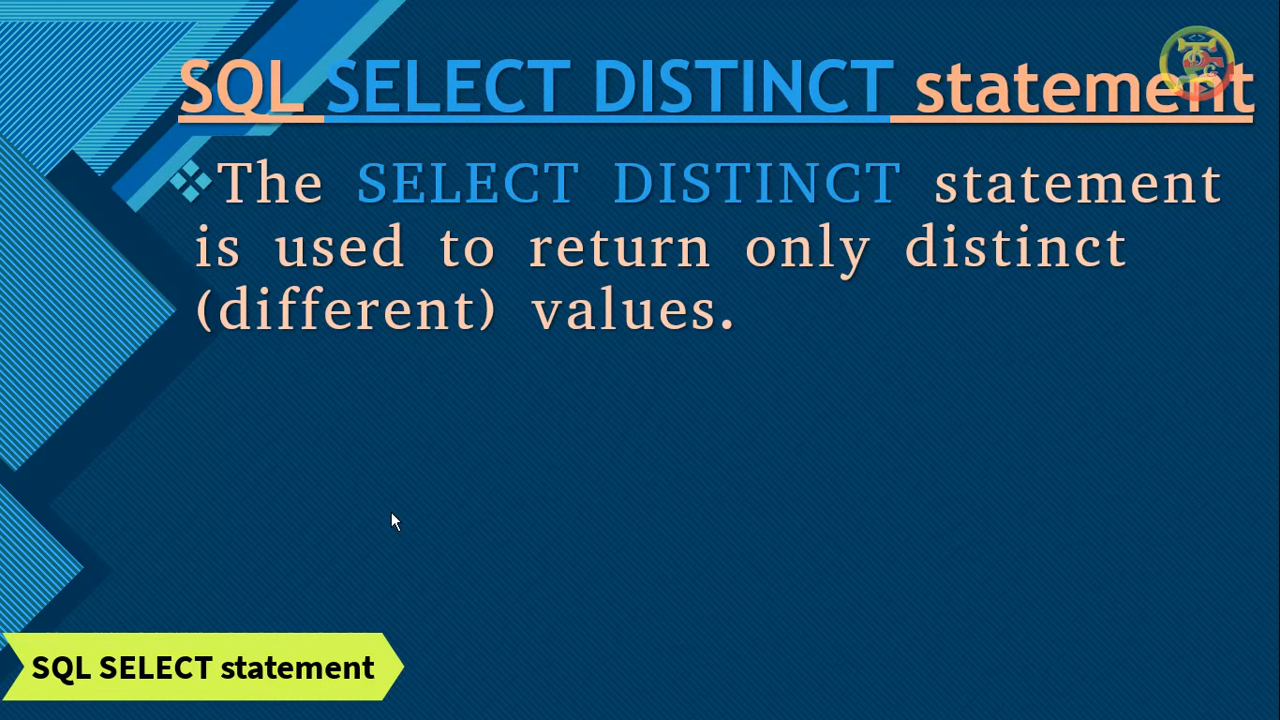 SQL SELECT DISTINCT statement
The SELECT DISTINCT statement
is used to return only distinct
(different) values.
SQL SELECT statement